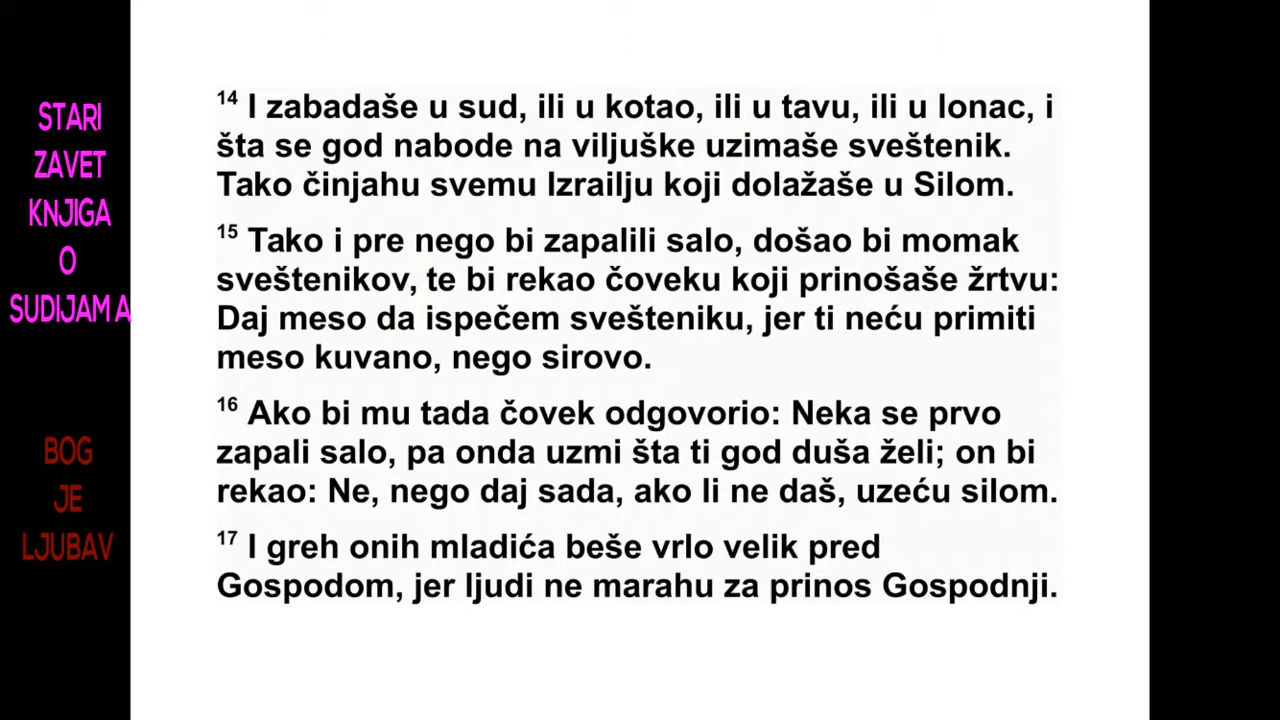 STARI
ZAVET
KNJIGA
O
SUDIJAMA
BOG
JE
LJUBAV
14 I zabadaše u sud, ili u kotao, ili u tavu, ili u lonac, i
šta se god nabode na viljuške uzimaše sveštenik.
Tako činjahu svemu Izrailju koji dolažaše u Silom.
15 Tako i pre nego bi zapalili salo, došao bi momak
sveštenikov, te bi rekao čoveku koji prinošaše žrtvu:
Daj meso da ispečem svešteniku, jer ti neću primiti
meso kuvano, nego sirovo.
16 Ako bi mu tada čovek odgovorio: Neka se prvo
zapali salo, pa onda uzmi šta ti god duša želi; on bi
rekao: Ne, nego daj sada, ako li ne daš, uzeću silom.
17 I greh onih mladića beše vrlo velik pred
Gospodom, jer ljudi ne marahu za prinos Gospodnji.